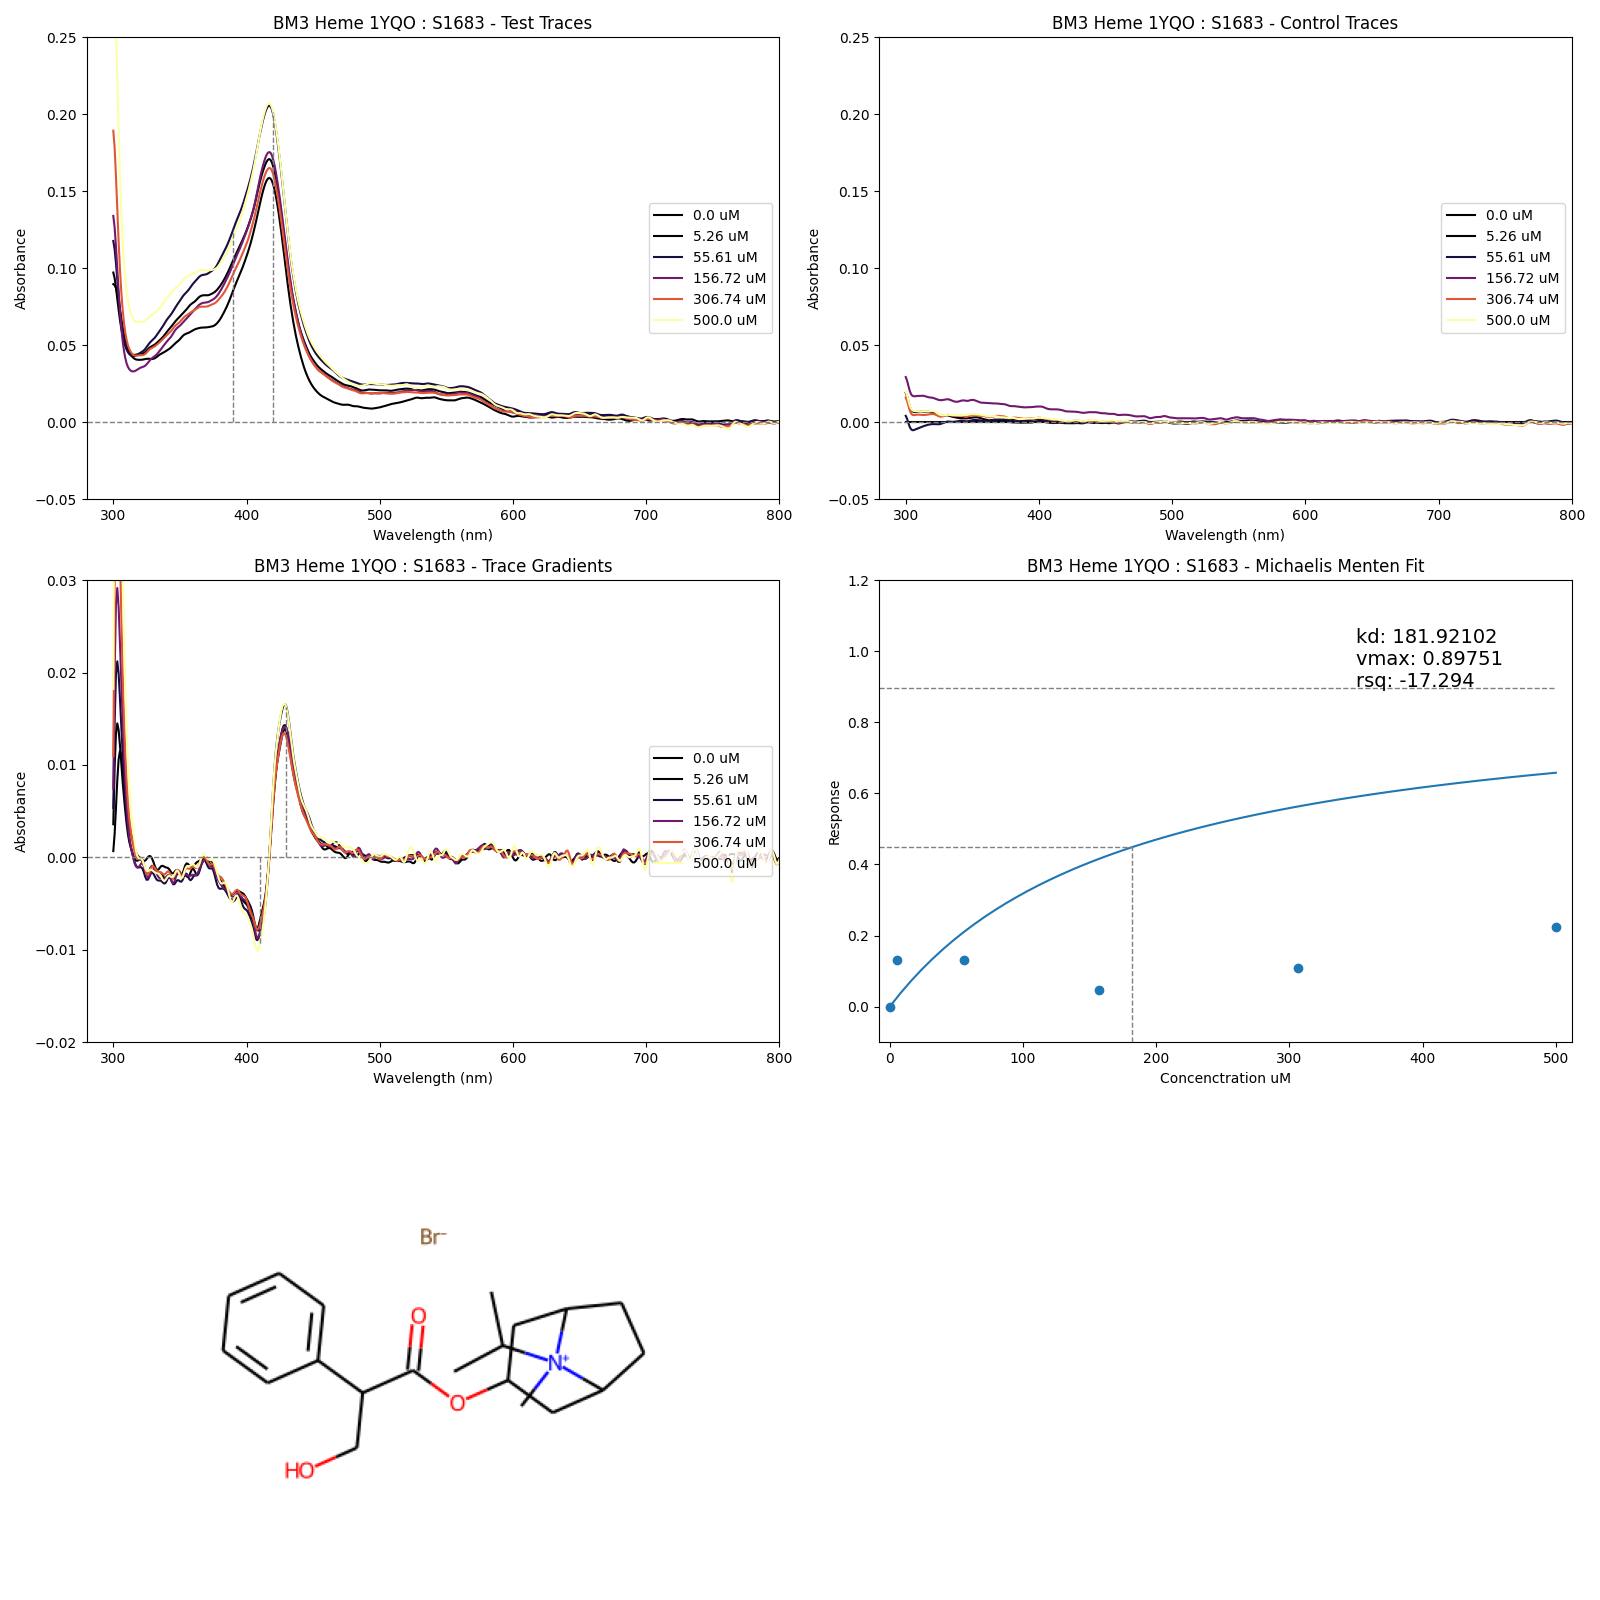 BM3 Heme 1YQO : S1683 - Test Traces
0.25
0.20
0.15
0.10
0.05
0.00
−0.05
Absorbance
300
400
500
600
700
800
Wavelength (nm)
0.0 uM
5.26 uM
55.61 uM
156.72 uM
306.74 uM
500.0 uM
BM3 Heme 1YQO : S1683 - Control Traces
0.25
0.20
0.15
0.10
0.05
0.00
−0.05
Absorbance
300
400
500
600
700
800
Wavelength (nm)
0.0 uM
5.26 uM
55.61 uM
156.72 uM
306.74 uM
500.0 uM
BM3 Heme 1YQO : S1683 - Trace Gradients
0.03
0.02
0.01
0.00
−0.01
−0.02
Absorbance
300
400
500
600
700
800
Wavelength (nm)
0.0 uM
5.26 uM
55.61 uM
156.72 uM
306.74 uM
500.0 uM
BM3 Heme 1YQO : S1683 - Michaelis Menten Fit
1.2
1.0
0.8
0.6
0.4
0.2
0.0
Response
kd: 181.92102
vmax: 0.89751
rsq: -17.294
0
100
200
300
400
500
Concenctration uM
Br⁻
O
N⁺
O
HO